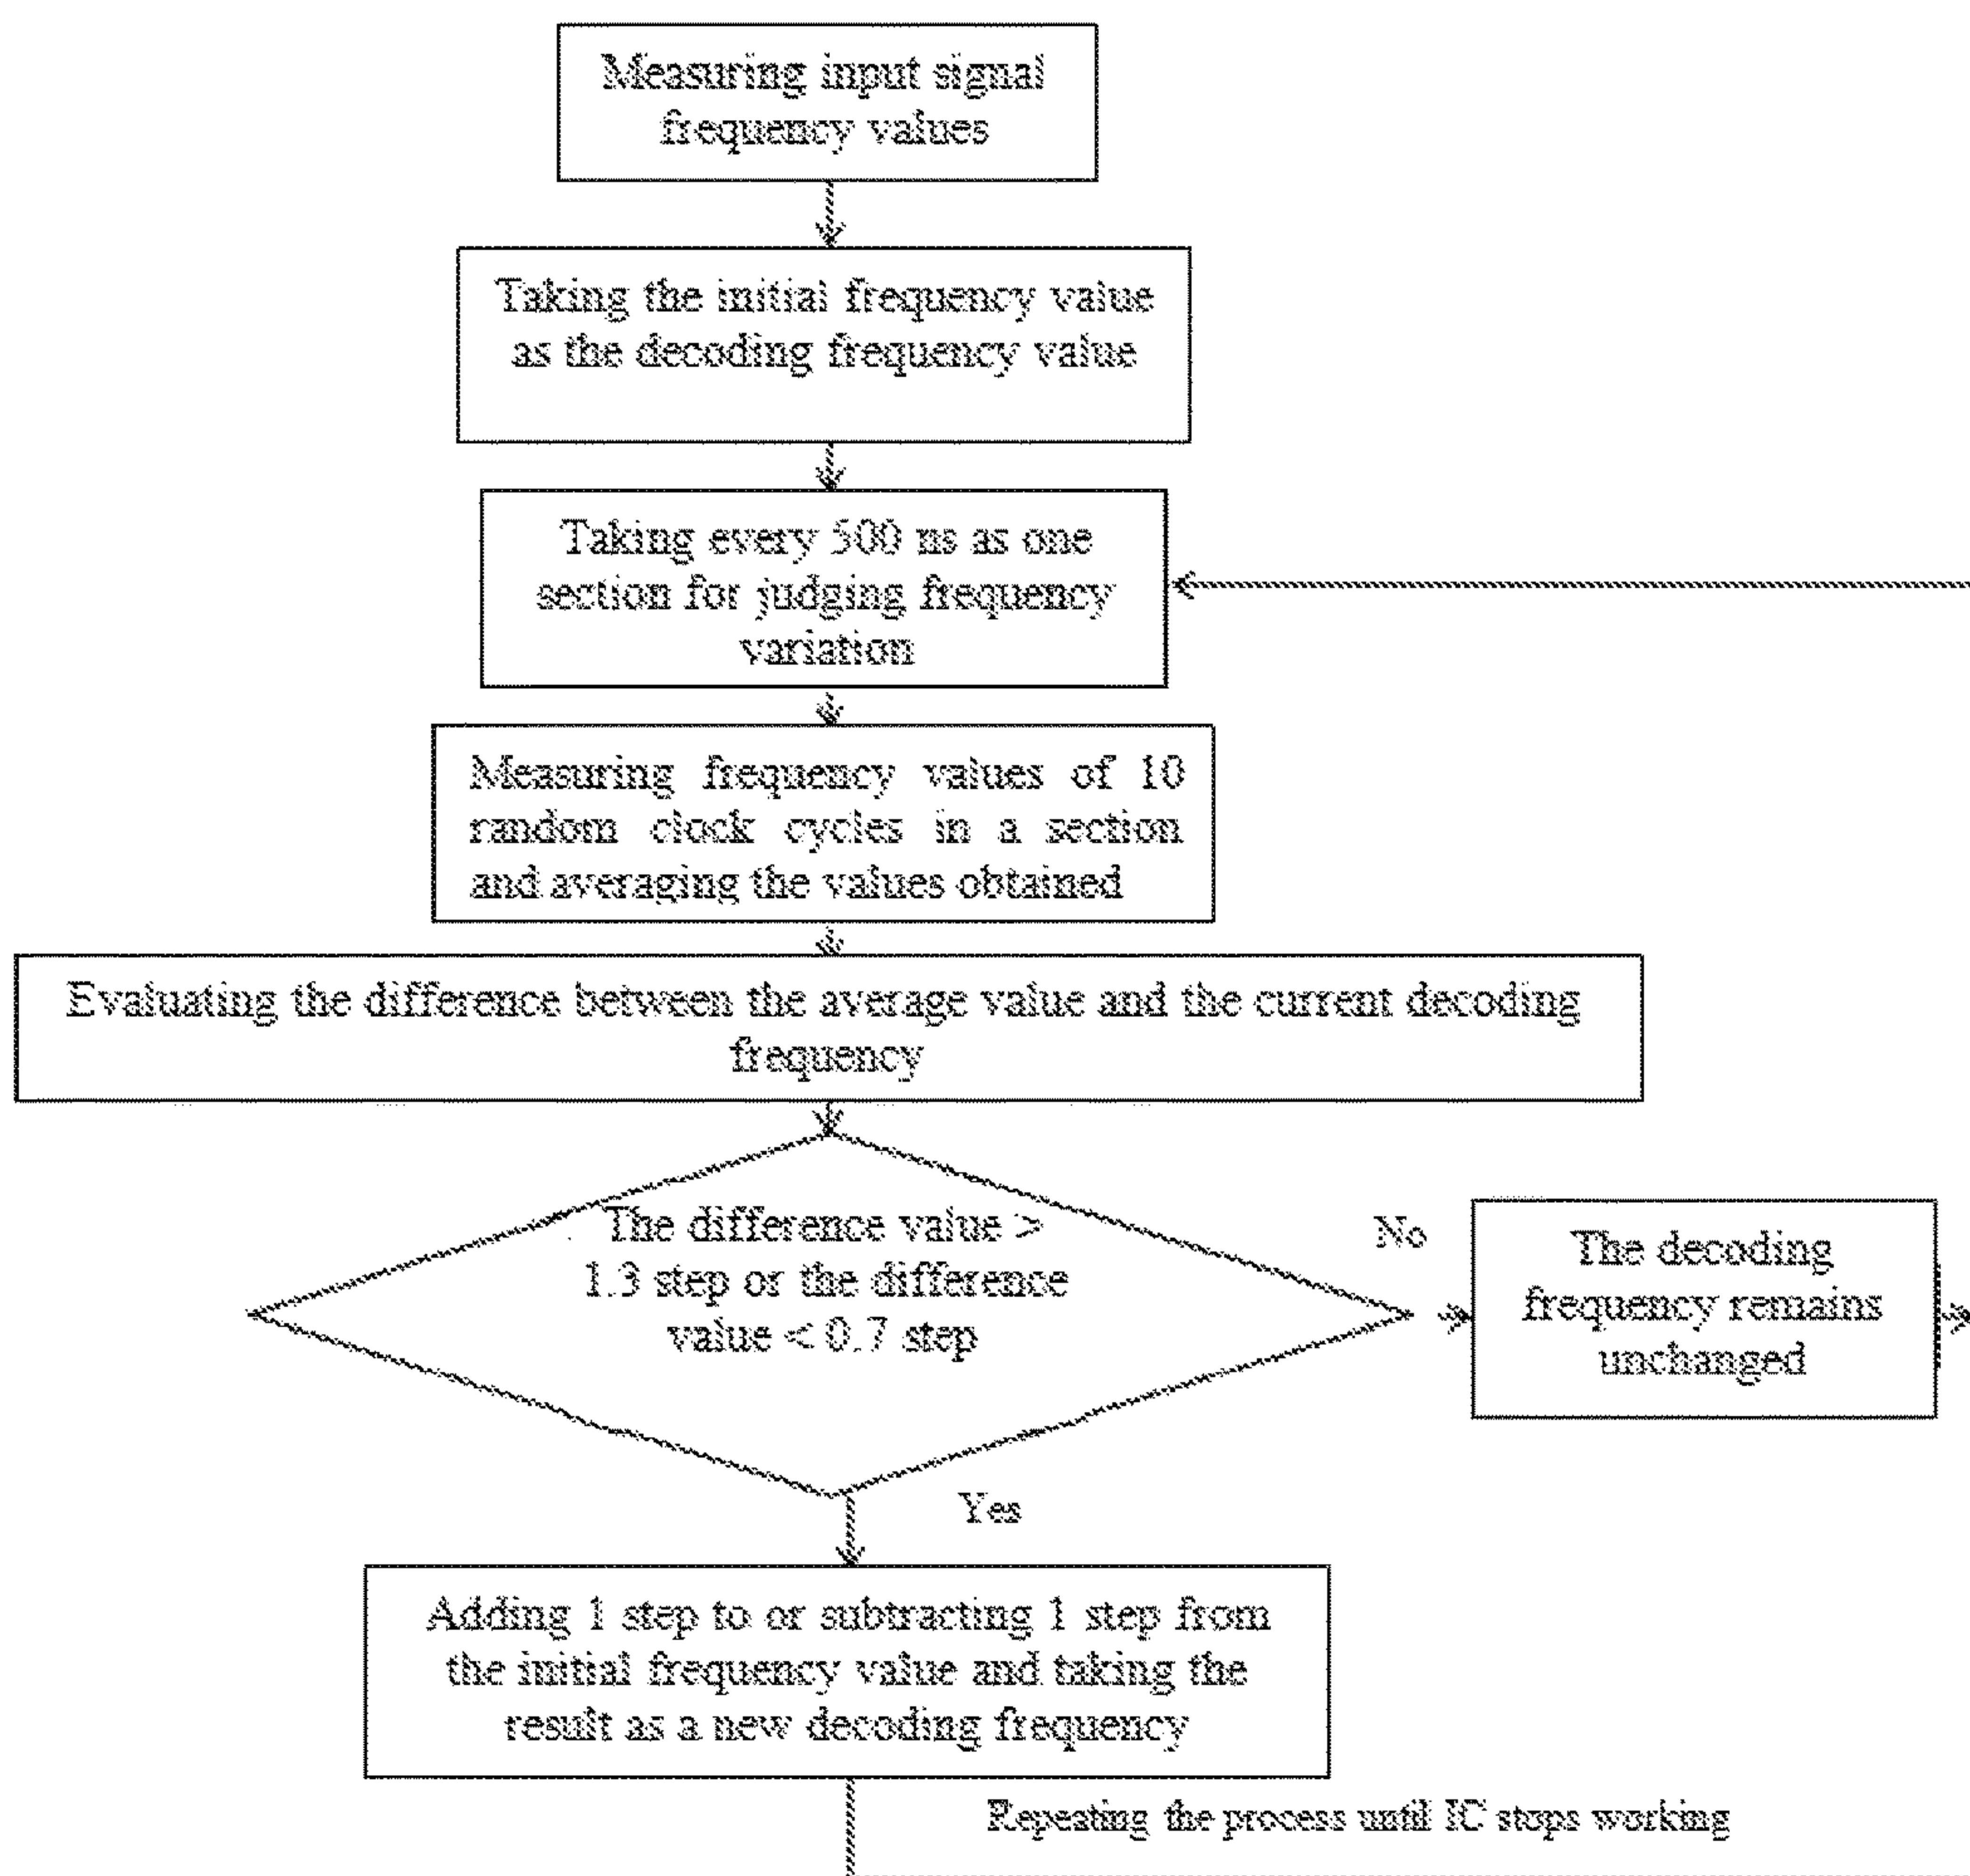 Measuring input signal
frequency values
Taking the initial frequency value
as the decoding frequency value
Taking every 500 ns as one
section for judging frequency
variation
Measuring frequency values of 10
random clock cycles in a section
and averaging the values obtained
Evaluating the difference between the average value and the current decoding
frequency
The difference value >
1.3 step or the difference
value < 0.7 step
No
The decoding
frequency remains
unchanged
Yes
Adding 1 step to or subtracting 1 step from
the initial frequency value and taking the
result as a new decoding frequency
Repeating the process until IC stops working